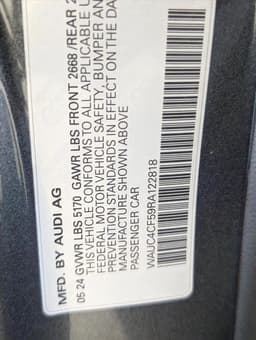 MFD. BY AUDI AG
05 24 GVWR LBS 5170 GAWR LBS FRONT 2668 /REAR 2
THIS VEHICLE CONFORMS TO ALL APPLICABLE
FEDERAL MOTOR VEHICLE SAFETY, BUMPER AND
PREVENTION STANDARDS IN EFFECT ON THE DA
MANUFACTURE SHOWN ABOVE
PASSENGER CAR
WAUC4CF59RA122818